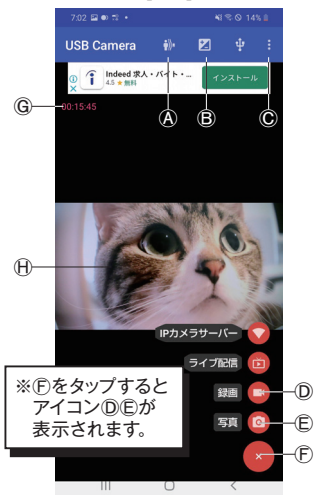 7:02 14%
USB Camera
Indeed 求人・バイト・...
4.5 ★ 無料
インストール
Ⓖ 00:15:45
Ⓐ Ⓑ Ⓒ
Ⓗ
IPカメラサーバー
ライブ配信
録画 Ⓓ
写真 Ⓔ
Ⓕ
※Ⓕをタップすると
アイコンⒹⒺが
表示されます。